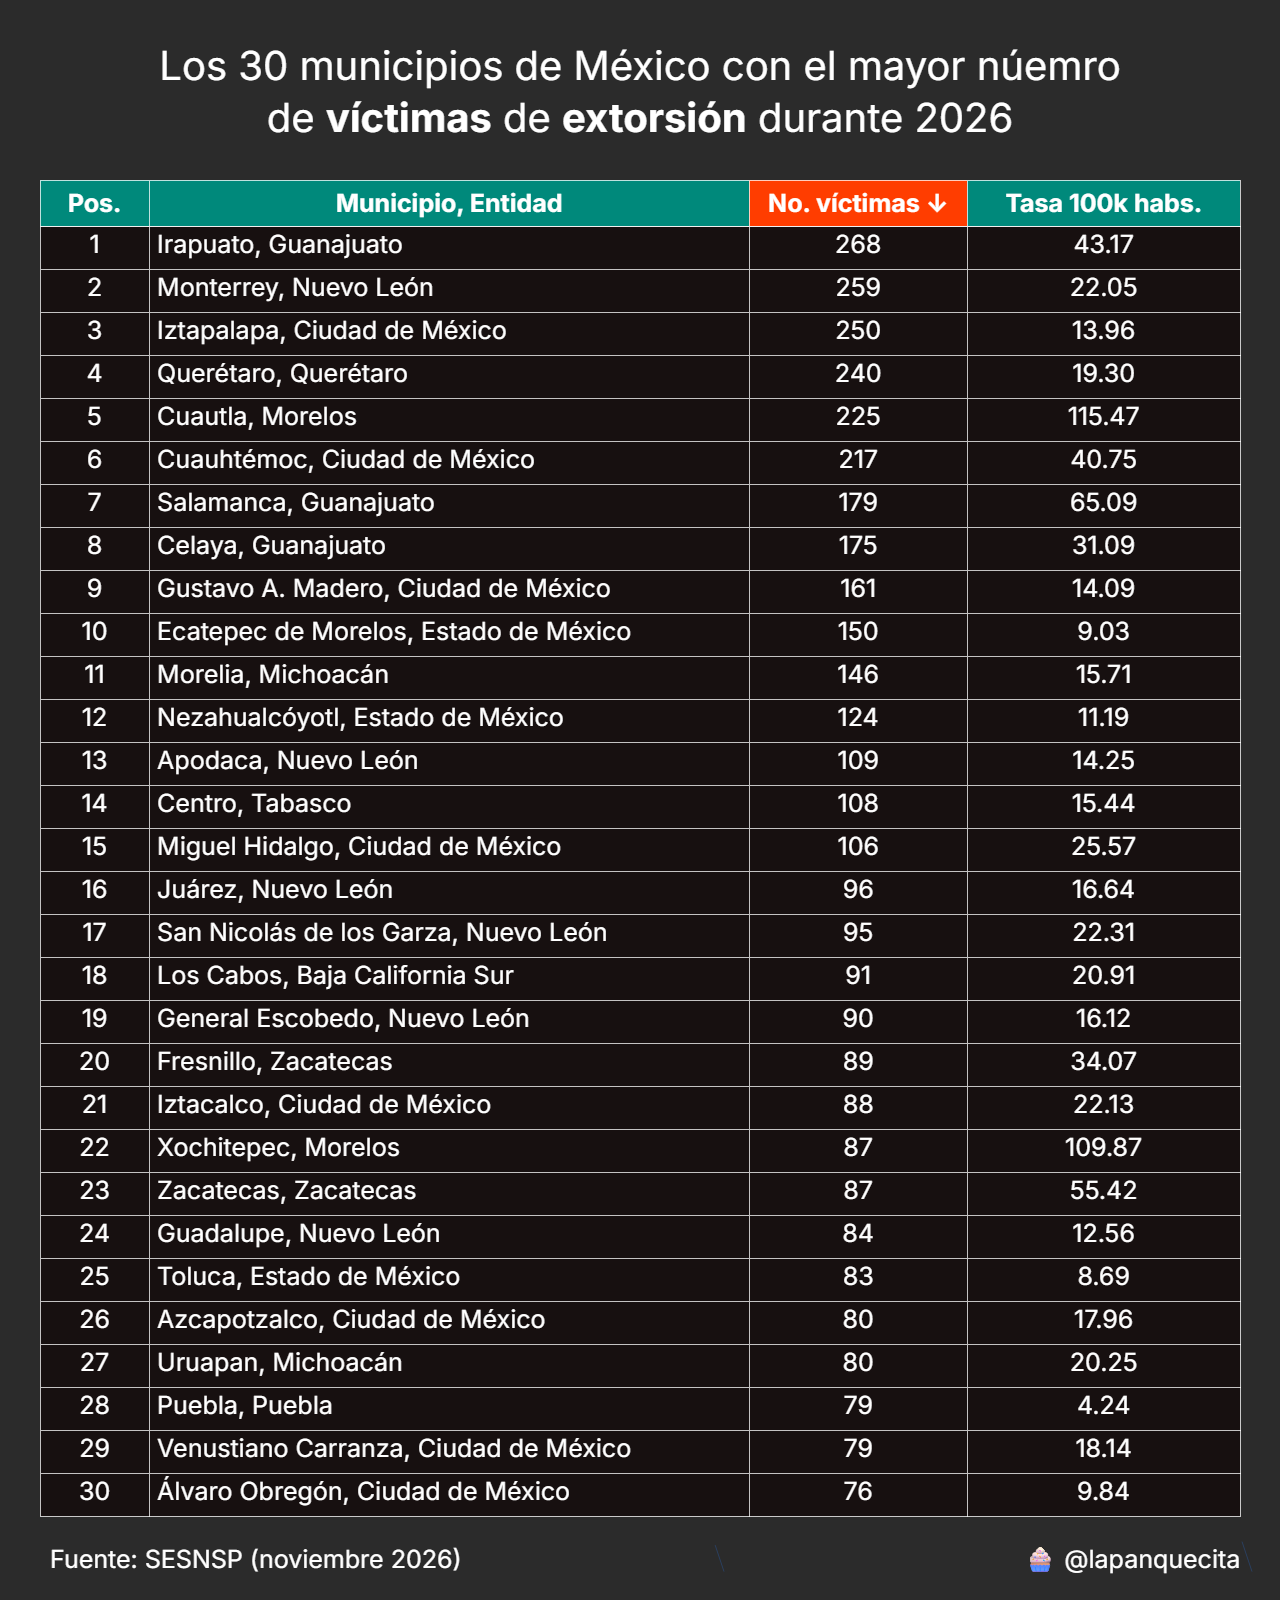 Los 30 municipios de México con el mayor núemro
de víctimas de extorsión durante 2026
Pos. Municipio, Entidad No. víctimas ↓ Tasa 100k habs.
1 Irapuato, Guanajuato 268 43.17
2 Monterrey, Nuevo León 259 22.05
3 Iztapalapa, Ciudad de México 250 13.96
4 Querétaro, Querétaro 240 19.30
5 Cuautla, Morelos 225 115.47
6 Cuauhtémoc, Ciudad de México 217 40.75
7 Salamanca, Guanajuato 179 65.09
8 Celaya, Guanajuato 175 31.09
9 Gustavo A. Madero, Ciudad de México 161 14.09
10 Ecatepec de Morelos, Estado de México 150 9.03
11 Morelia, Michoacán 146 15.71
12 Nezahualcóyotl, Estado de México 124 11.19
13 Apodaca, Nuevo León 109 14.25
14 Centro, Tabasco 108 15.44
15 Miguel Hidalgo, Ciudad de México 106 25.57
16 Juárez, Nuevo León 96 16.64
17 San Nicolás de los Garza, Nuevo León 95 22.31
18 Los Cabos, Baja California Sur 91 20.91
19 General Escobedo, Nuevo León 90 16.12
20 Fresnillo, Zacatecas 89 34.07
21 Iztacalco, Ciudad de México 88 22.13
22 Xochitepec, Morelos 87 109.87
23 Zacatecas, Zacatecas 87 55.42
24 Guadalupe, Nuevo León 84 12.56
25 Toluca, Estado de México 83 8.69
26 Azcapotzalco, Ciudad de México 80 17.96
27 Uruapan, Michoacán 80 20.25
28 Puebla, Puebla 79 4.24
29 Venustiano Carranza, Ciudad de México 79 18.14
30 Álvaro Obregón, Ciudad de México 76 9.84
Fuente: SESNSP (noviembre 2026) 🧁 @lapanquecita